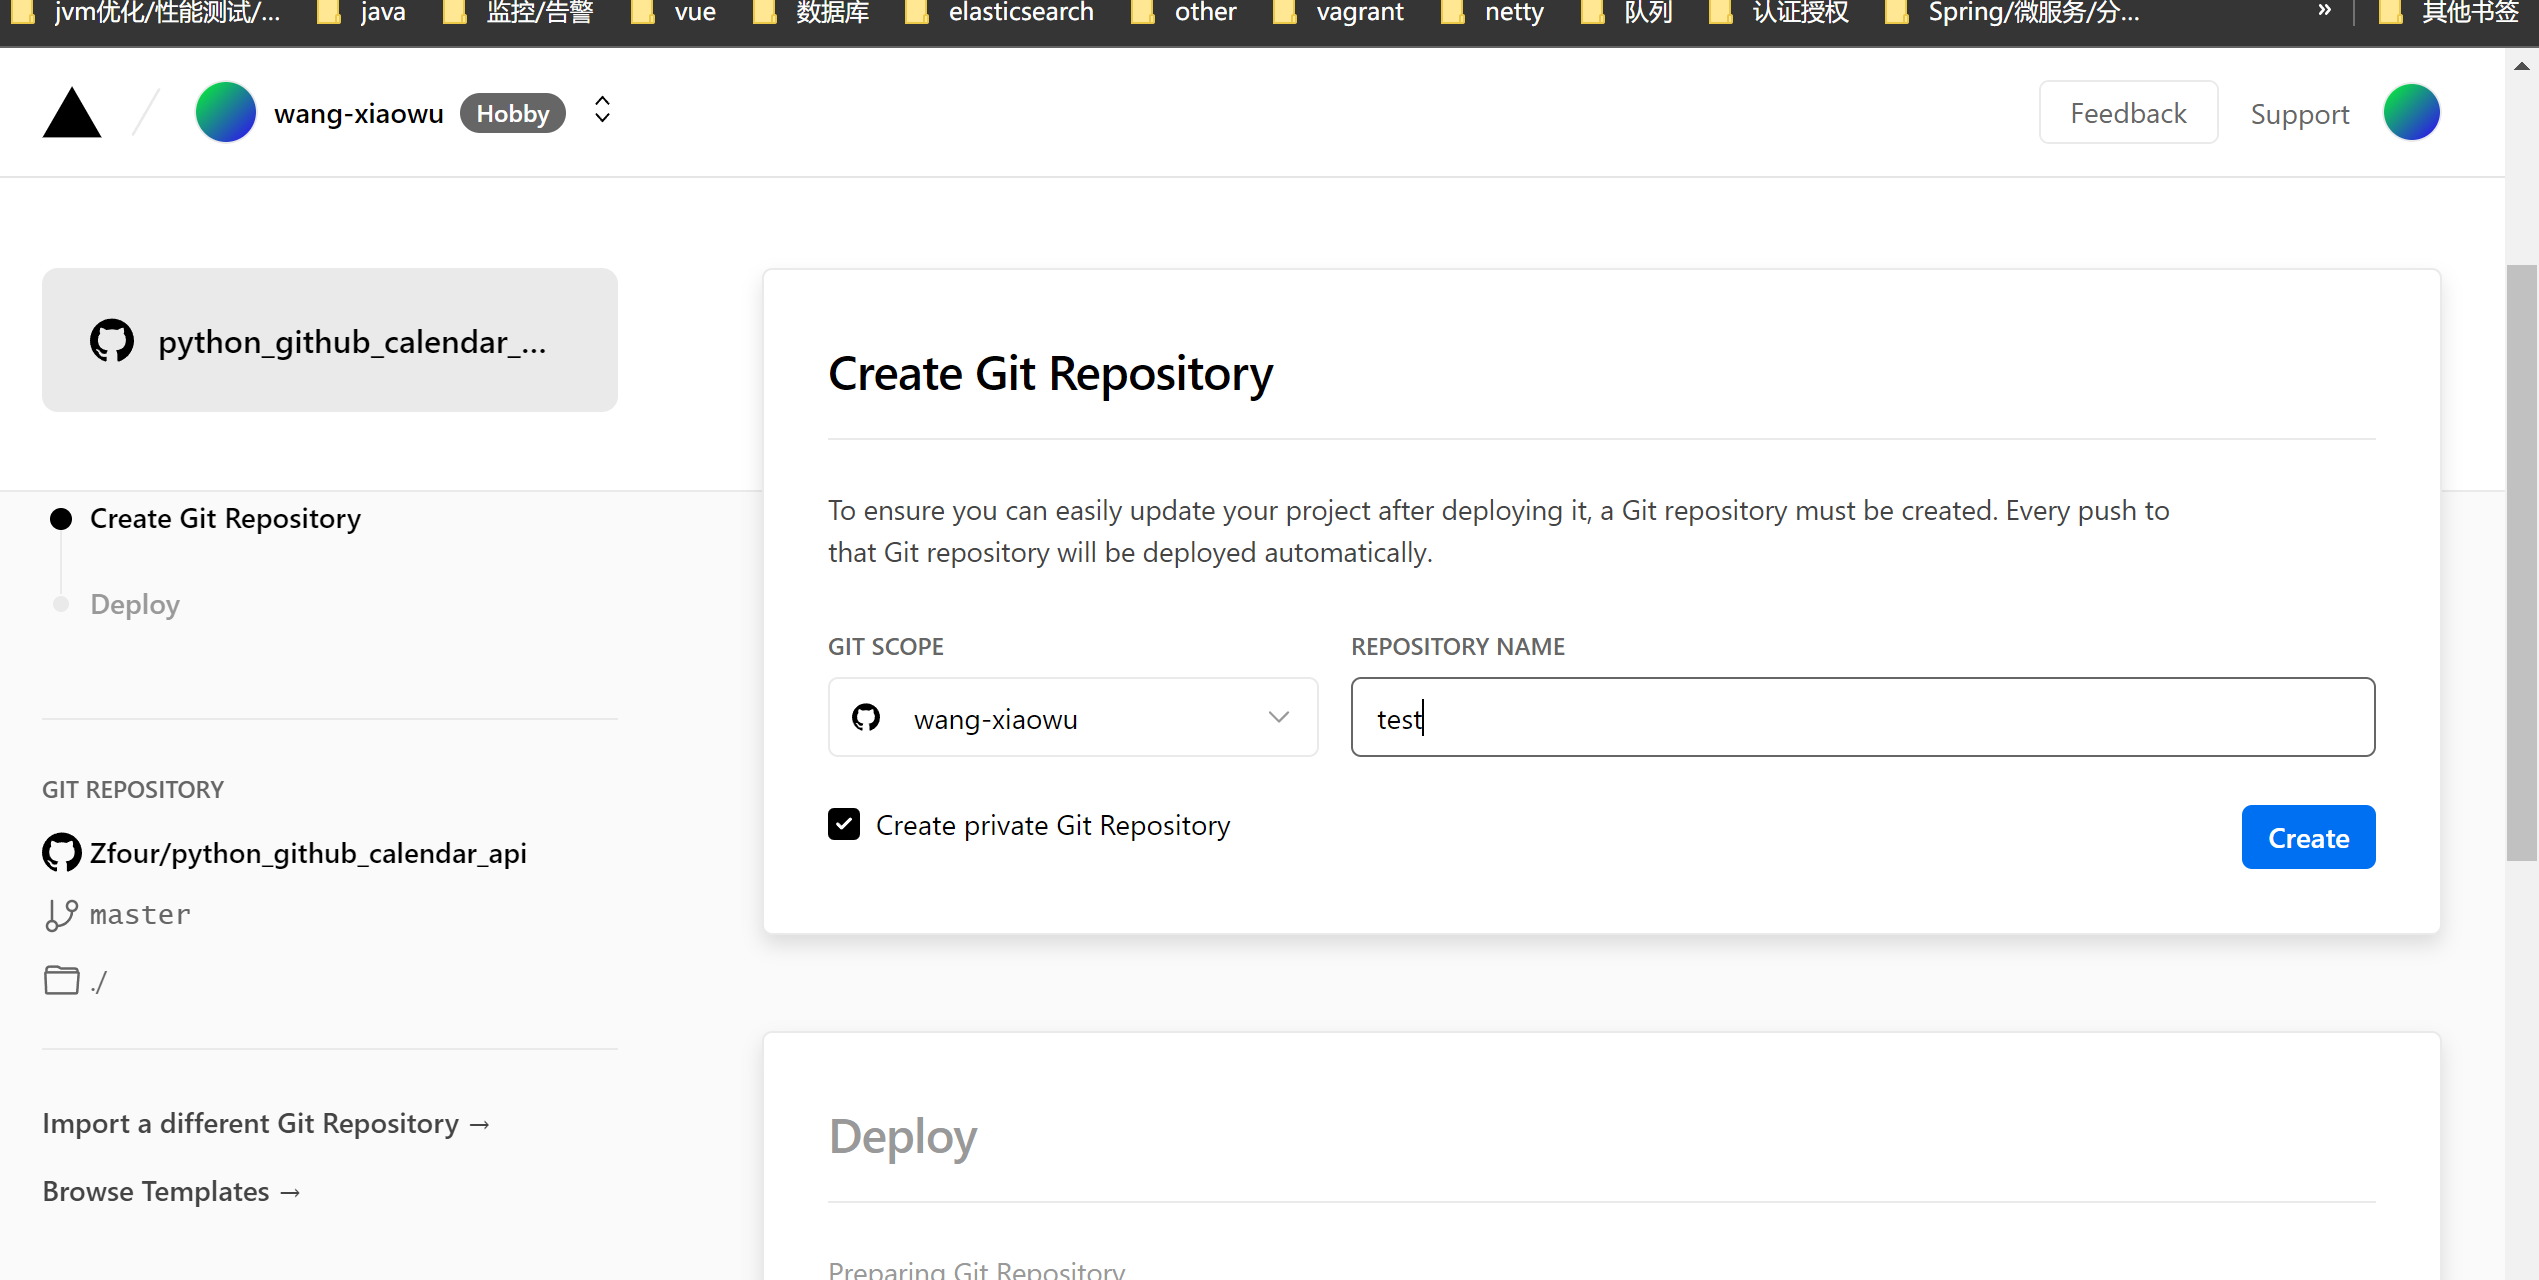 jvm优化/性能测试/... java 监控/告警 vue 数据库 elasticsearch other vagrant netty 队列 认证授权 Spring/微服务/分... » 其他书签
wang-xiaowu Hobby Feedback Support
python_github_calendar_...
Create Git Repository
Deploy
GIT REPOSITORY
Zfour/python_github_calendar_api
master
./
Import a different Git Repository →
Browse Templates →
Create Git Repository
To ensure you can easily update your project after deploying it, a Git repository must be created. Every push to
that Git repository will be deployed automatically.
GIT SCOPE REPOSITORY NAME
wang-xiaowu test
Create private Git Repository Create
Deploy
Preparing Git Repository